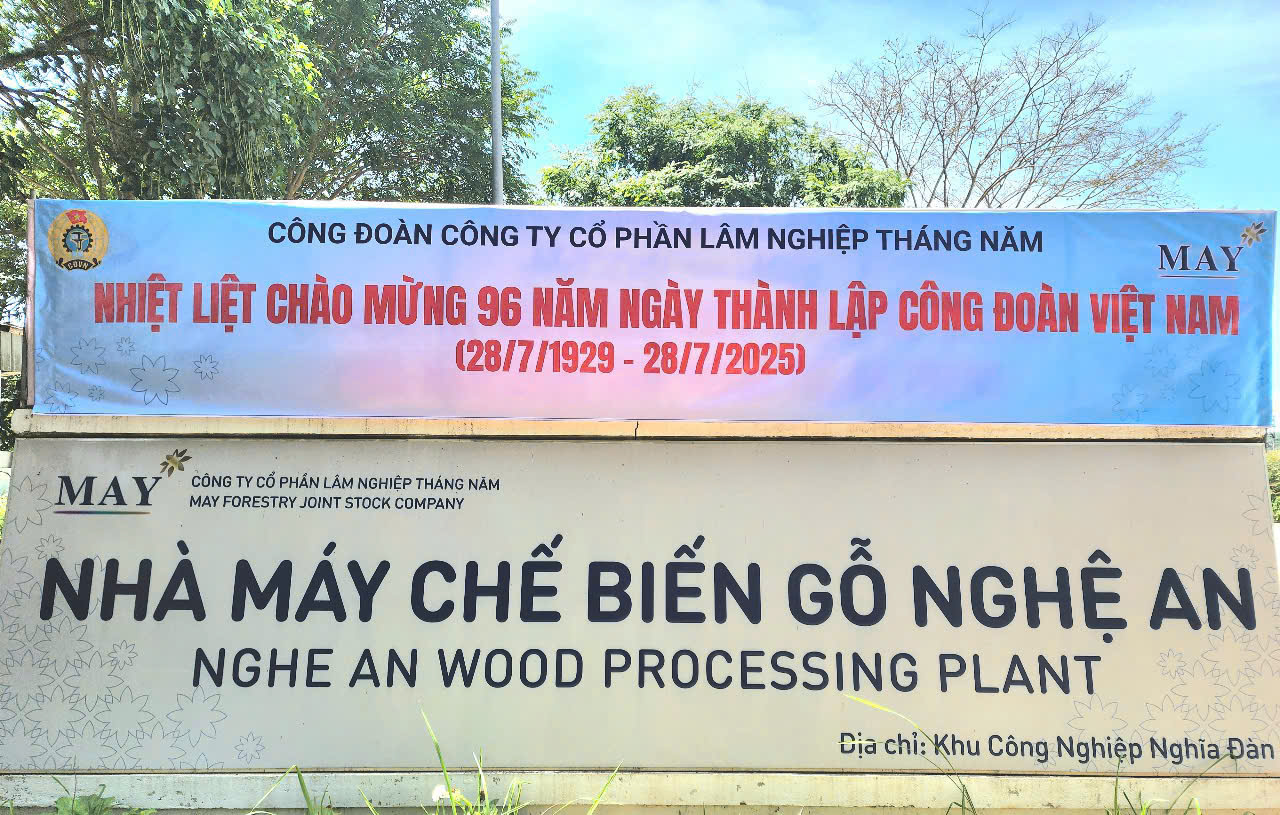 CÔNG ĐOÀN CÔNG TY CỔ PHẦN LÂM NGHIỆP THÁNG NĂM
CĐVN
MAY
NHIỆT LIỆT CHÀO MỪNG 96 NĂM NGÀY THÀNH LẬP CÔNG ĐOÀN VIỆT NAM
(28/7/1929 - 28/7/2025)
MAY
CÔNG TY CỔ PHẦN LÂM NGHIỆP THÁNG NĂM
MAY FORESTRY JOINT STOCK COMPANY
NHÀ MÁY CHẾ BIẾN GỖ NGHỆ AN
NGHE AN WOOD PROCESSING PLANT
Địa chỉ: Khu Công Nghiệp Nghĩa Đàn